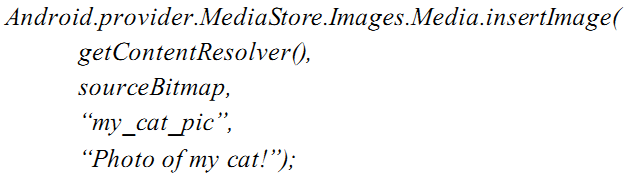 Android.provider.MediaStore.Images.Media.insertImage(
getContentResolver(),
sourceBitmap,
“my_cat_pic”,
“Photo of my cat!”);